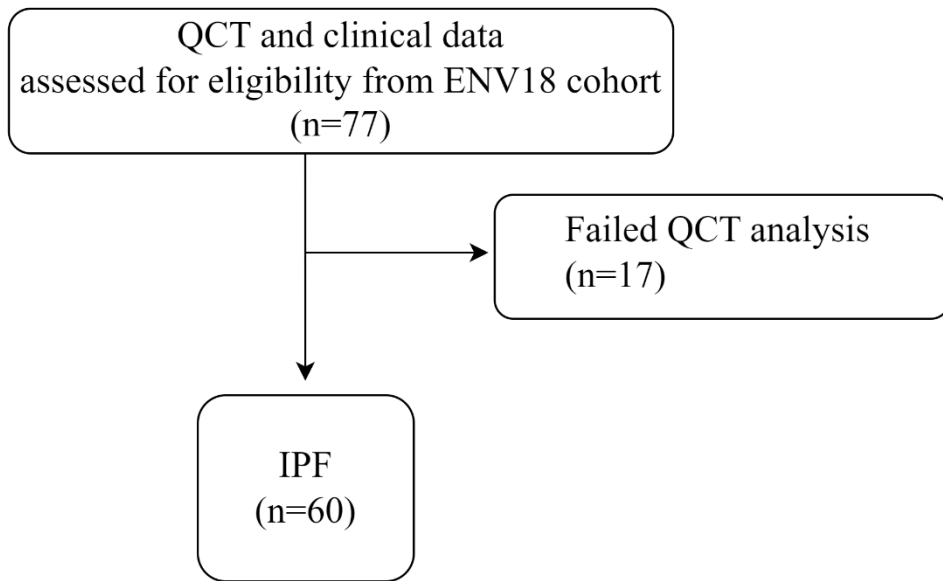 QCT and clinical data
assessed for eligibility from ENV18 cohort
(n=77)
Failed QCT analysis
(n=17)
IPF
(n=60)